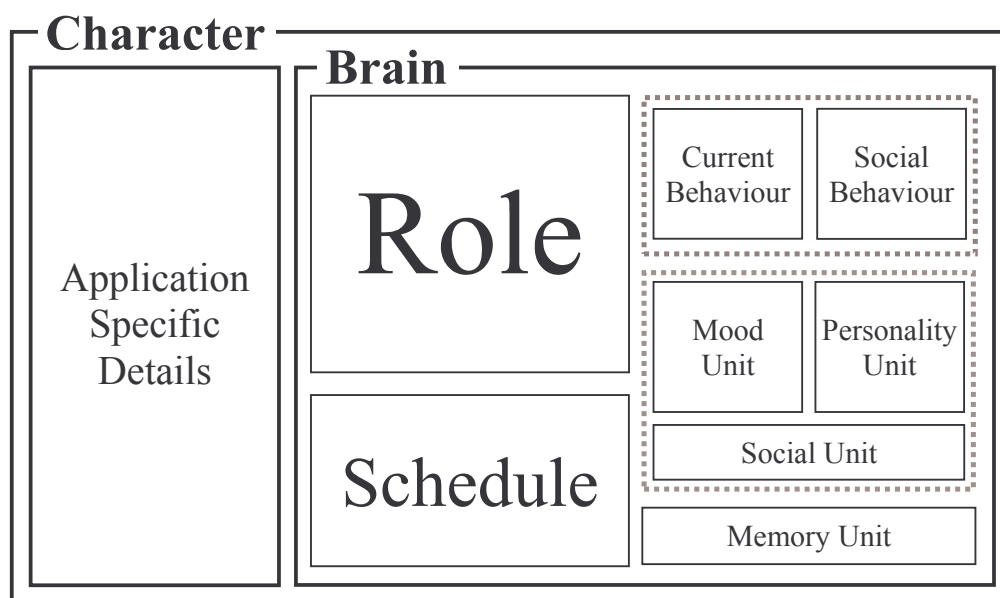 Character
Brain
Application
Specific
Details
Role
Schedule
Current
Behaviour
Social
Behaviour
Mood
Unit
Personality
Unit
Social Unit
Memory Unit